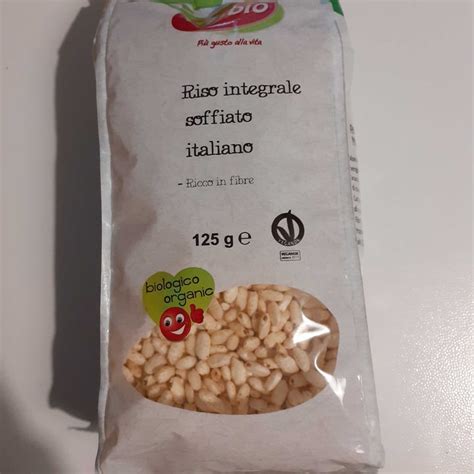 bio
Più gusto alla vita
Riso integrale
soffiato
italiano
- Ricco in fibre
125 g e
biologico
organic